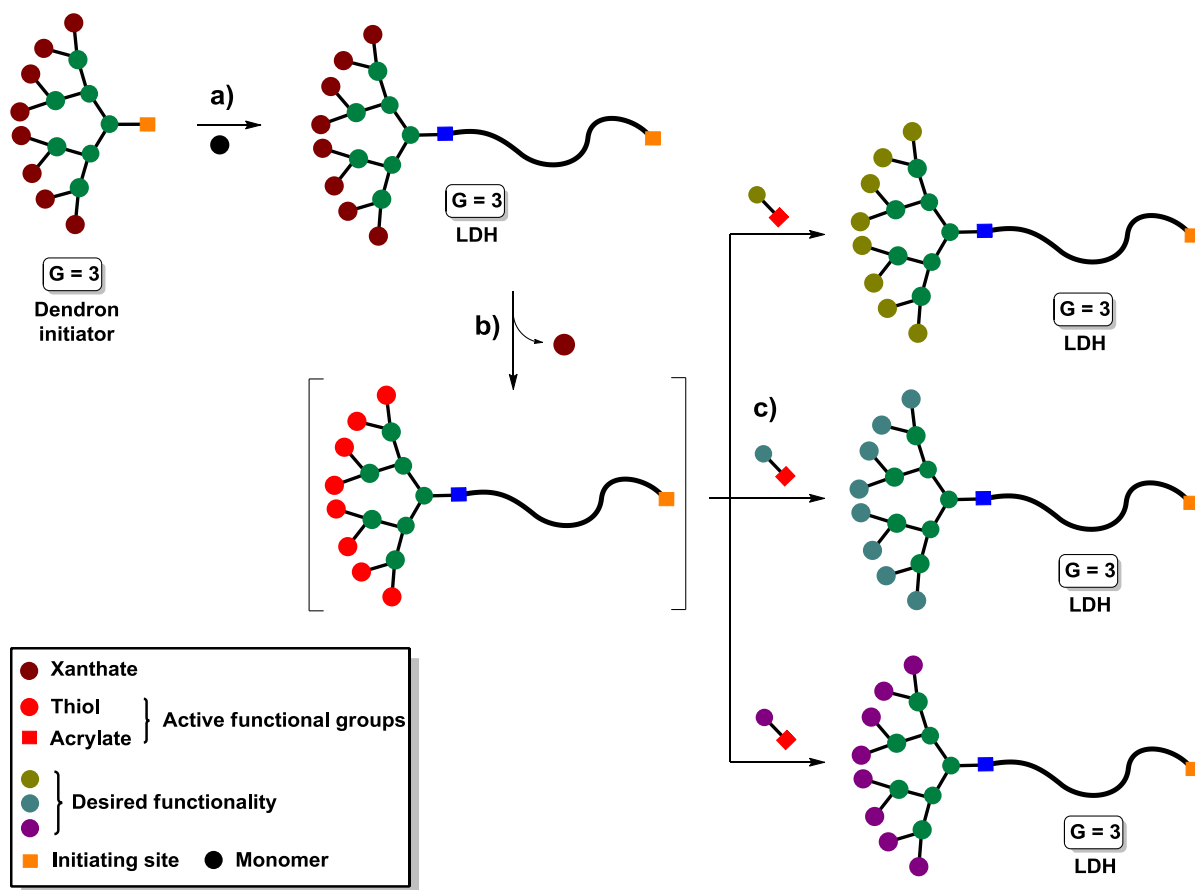 a)
G = 3
Dendron
initiator
G = 3
LDH
b)
c)
G = 3
LDH
G = 3
LDH
G = 3
LDH
Xanthate
Thiol
Acrylate
Active functional groups
Desired functionality
Initiating site
Monomer